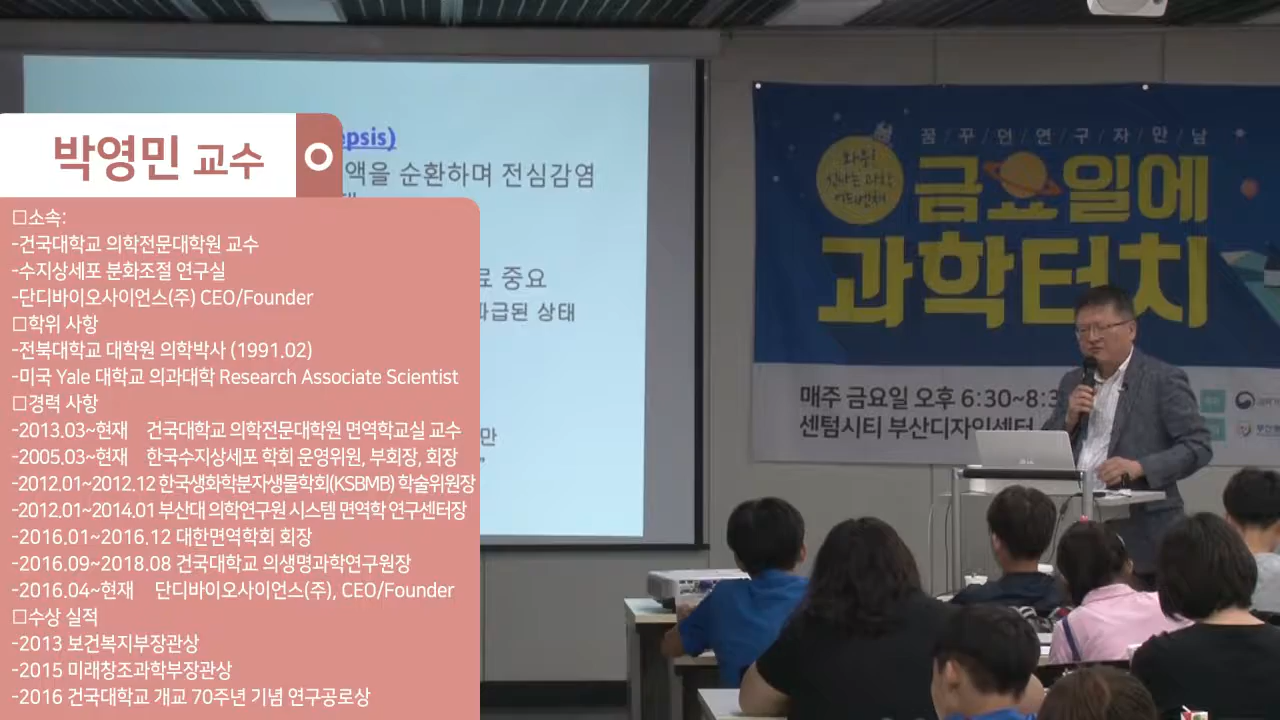 박영민 교수
□소속:
-건국대학교 의학전문대학원 교수
-수지상세포 분화조절 연구실
-단디바이오사이언스(주) CEO/Founder
□학위 사항
-전북대학교 대학원 의학박사 (1991.02)
-미국 Yale 대학교 의과대학 Research Associate Scientist
□경력 사항
-2013.03~현재 건국대학교 의학전문대학원 면역학교실 교수
-2005.03~현재 한국수지상세포 학회 운영위원, 부회장, 회장
-2012.01~2012.12 한국생화학분자생물학회(KSBMB) 학술위원장
-2012.01~2014.01 부산대 의학연구원 시스템 면역학 연구센터장
-2016.01~2016.12 대한면역학회 회장
-2016.09~2018.08 건국대학교 의생명과학연구원장
-2016.04~현재 단디바이오사이언스(주), CEO/Founder
□수상 실적
-2013 보건복지부장관상
-2015 미래창조과학부장관상
-2016 건국대학교 개교 70주년 기념 연구공로상
epsis)
액을 순환하며 전심감염
료 중요
파급된 상태
만
꿈/꾸/던/연/구/자/만/남
와우!
신나는 과학
어드벤처
금요일에
과학터치
매주 금요일 오후 6:30~8:3
센텀시티 부산디자인센터